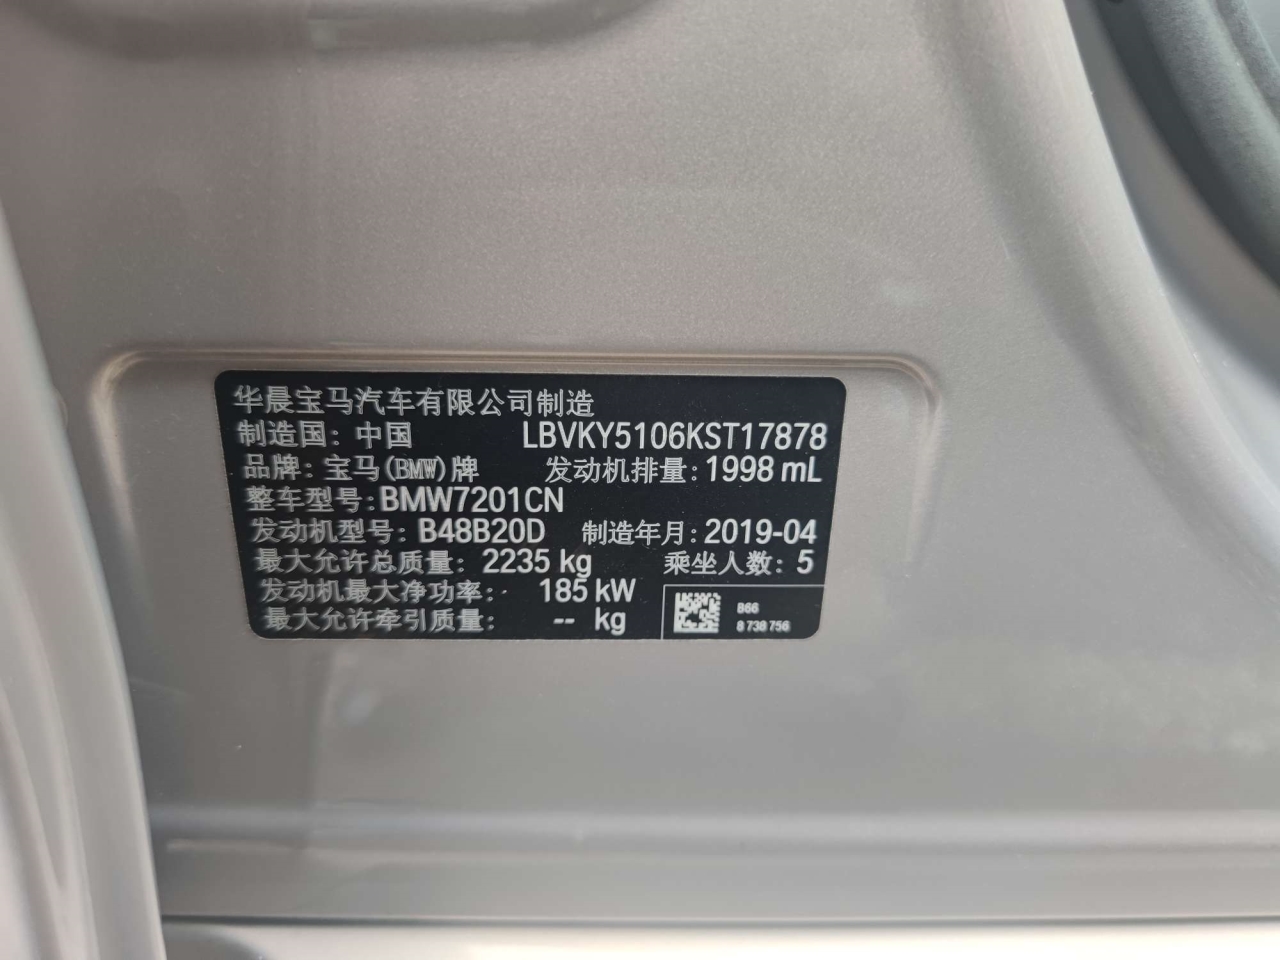 华晨宝马汽车有限公司制造
制造国：中国 LBVKY5106KST17878
品牌：宝马(BMW)牌 发动机排量：1998 mL
整车型号：BMW7201CN
发动机型号：B48B20D 制造年月：2019-04
最大允许总质量：2235 kg 乘坐人数：5
发动机最大净功率：185 kW
最大允许牵引质量：-- kg
B66
8 738 756